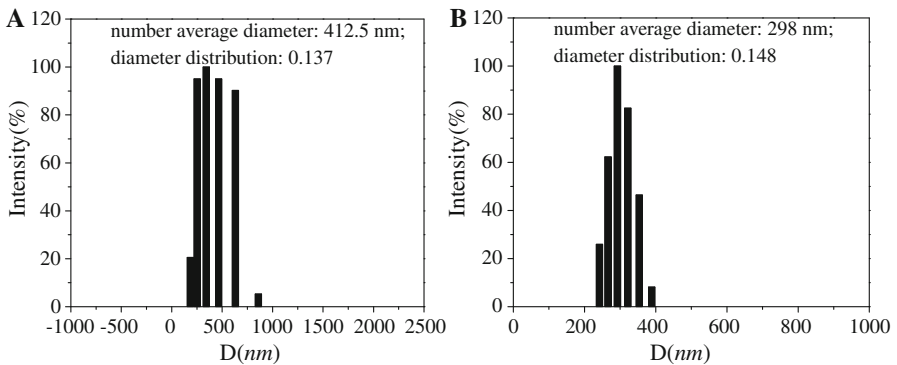 A
number average diameter: 412.5 nm;
diameter distribution: 0.137
120
100
80
60
40
20
0
Intensity(%)
-1000 -500 0 500 1000 1500 2000 2500
D(nm)
B
number average diameter: 298 nm;
diameter distribution: 0.148
120
100
80
60
40
20
0
Intensity(%)
0 200 400 600 800 1000
D(nm)